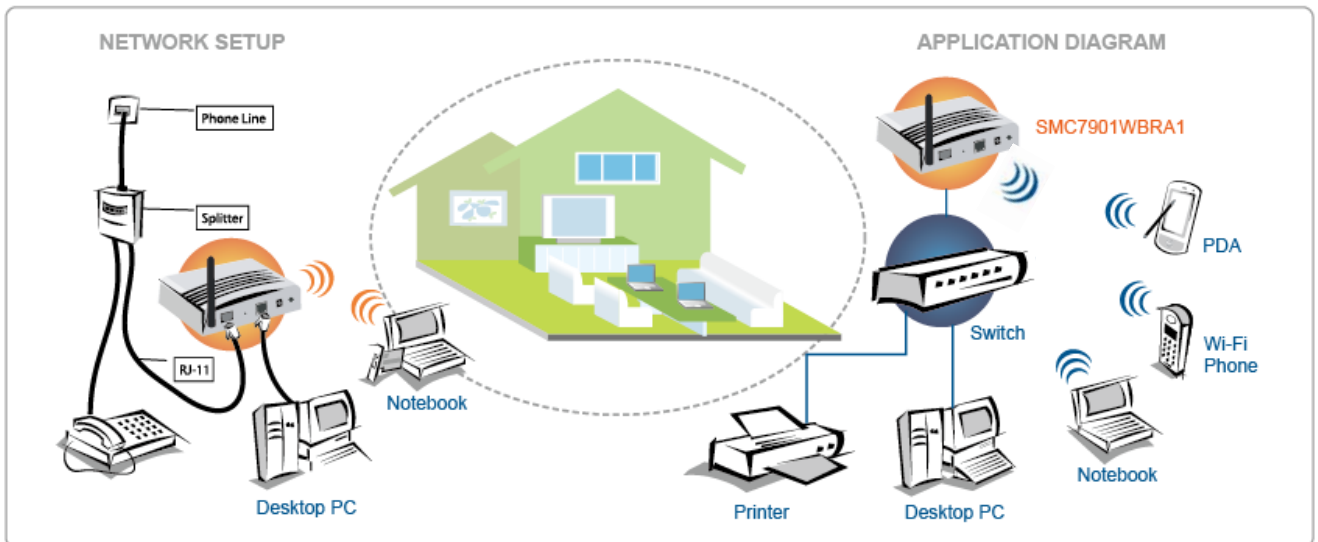 NETWORK SETUP
Phone Line
Splitter
RJ-11
Notebook
Desktop PC
APPLICATION DIAGRAM
SMC7901WBRA1
PDA
Switch
Wi-Fi
Phone
Notebook
Printer
Desktop PC